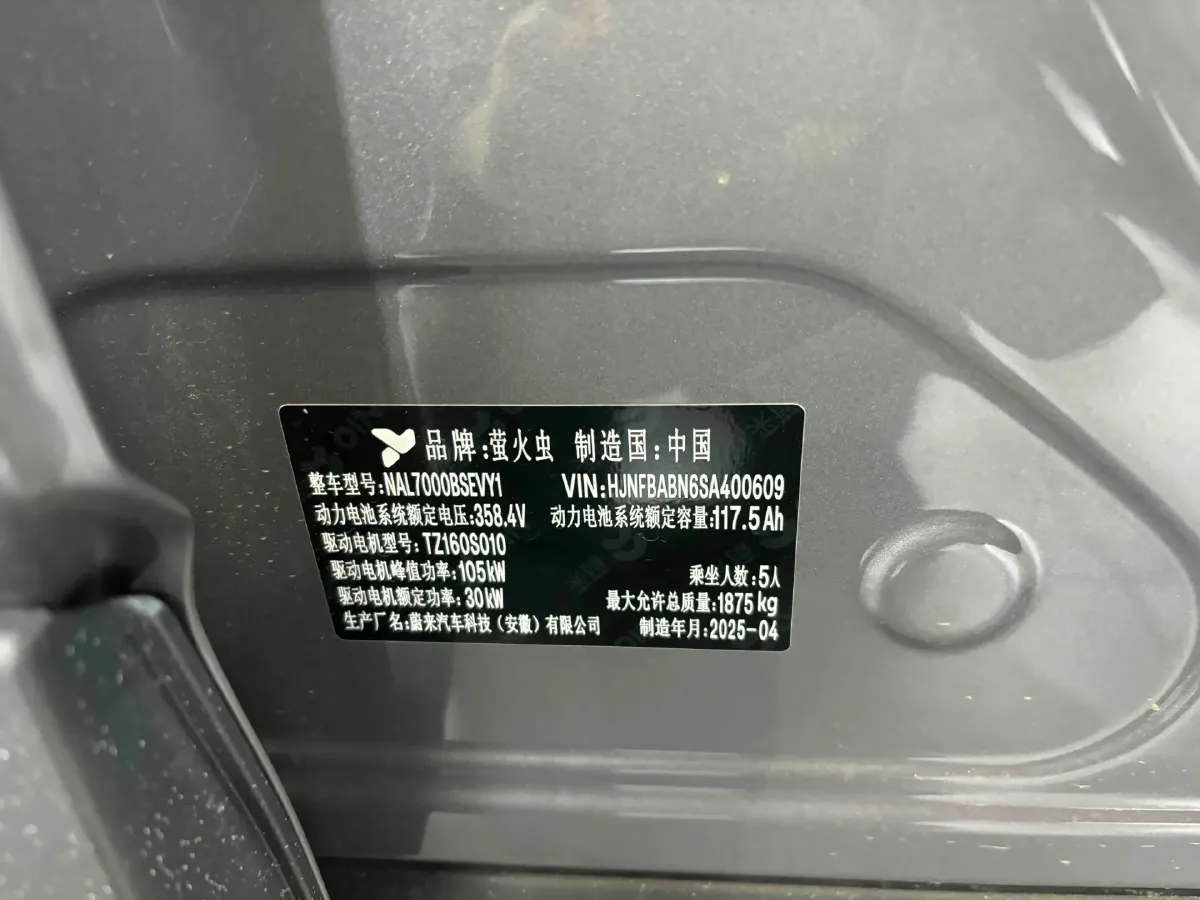 品牌:萤火虫 制造国:中国
整车型号:NAL7000BSEVY1 VIN:HJNFBABN6SA400609
动力电池系统额定电压:358.4V 动力电池系统额定容量:117.5Ah
驱动电机型号:TZ160S010
驱动电机峰值功率:105kW 乘坐人数:5人
驱动电机额定功率:30kW 最大允许总质量:1875kg
生产厂名:蔚来汽车科技（安徽）有限公司 制造年月:2025-04